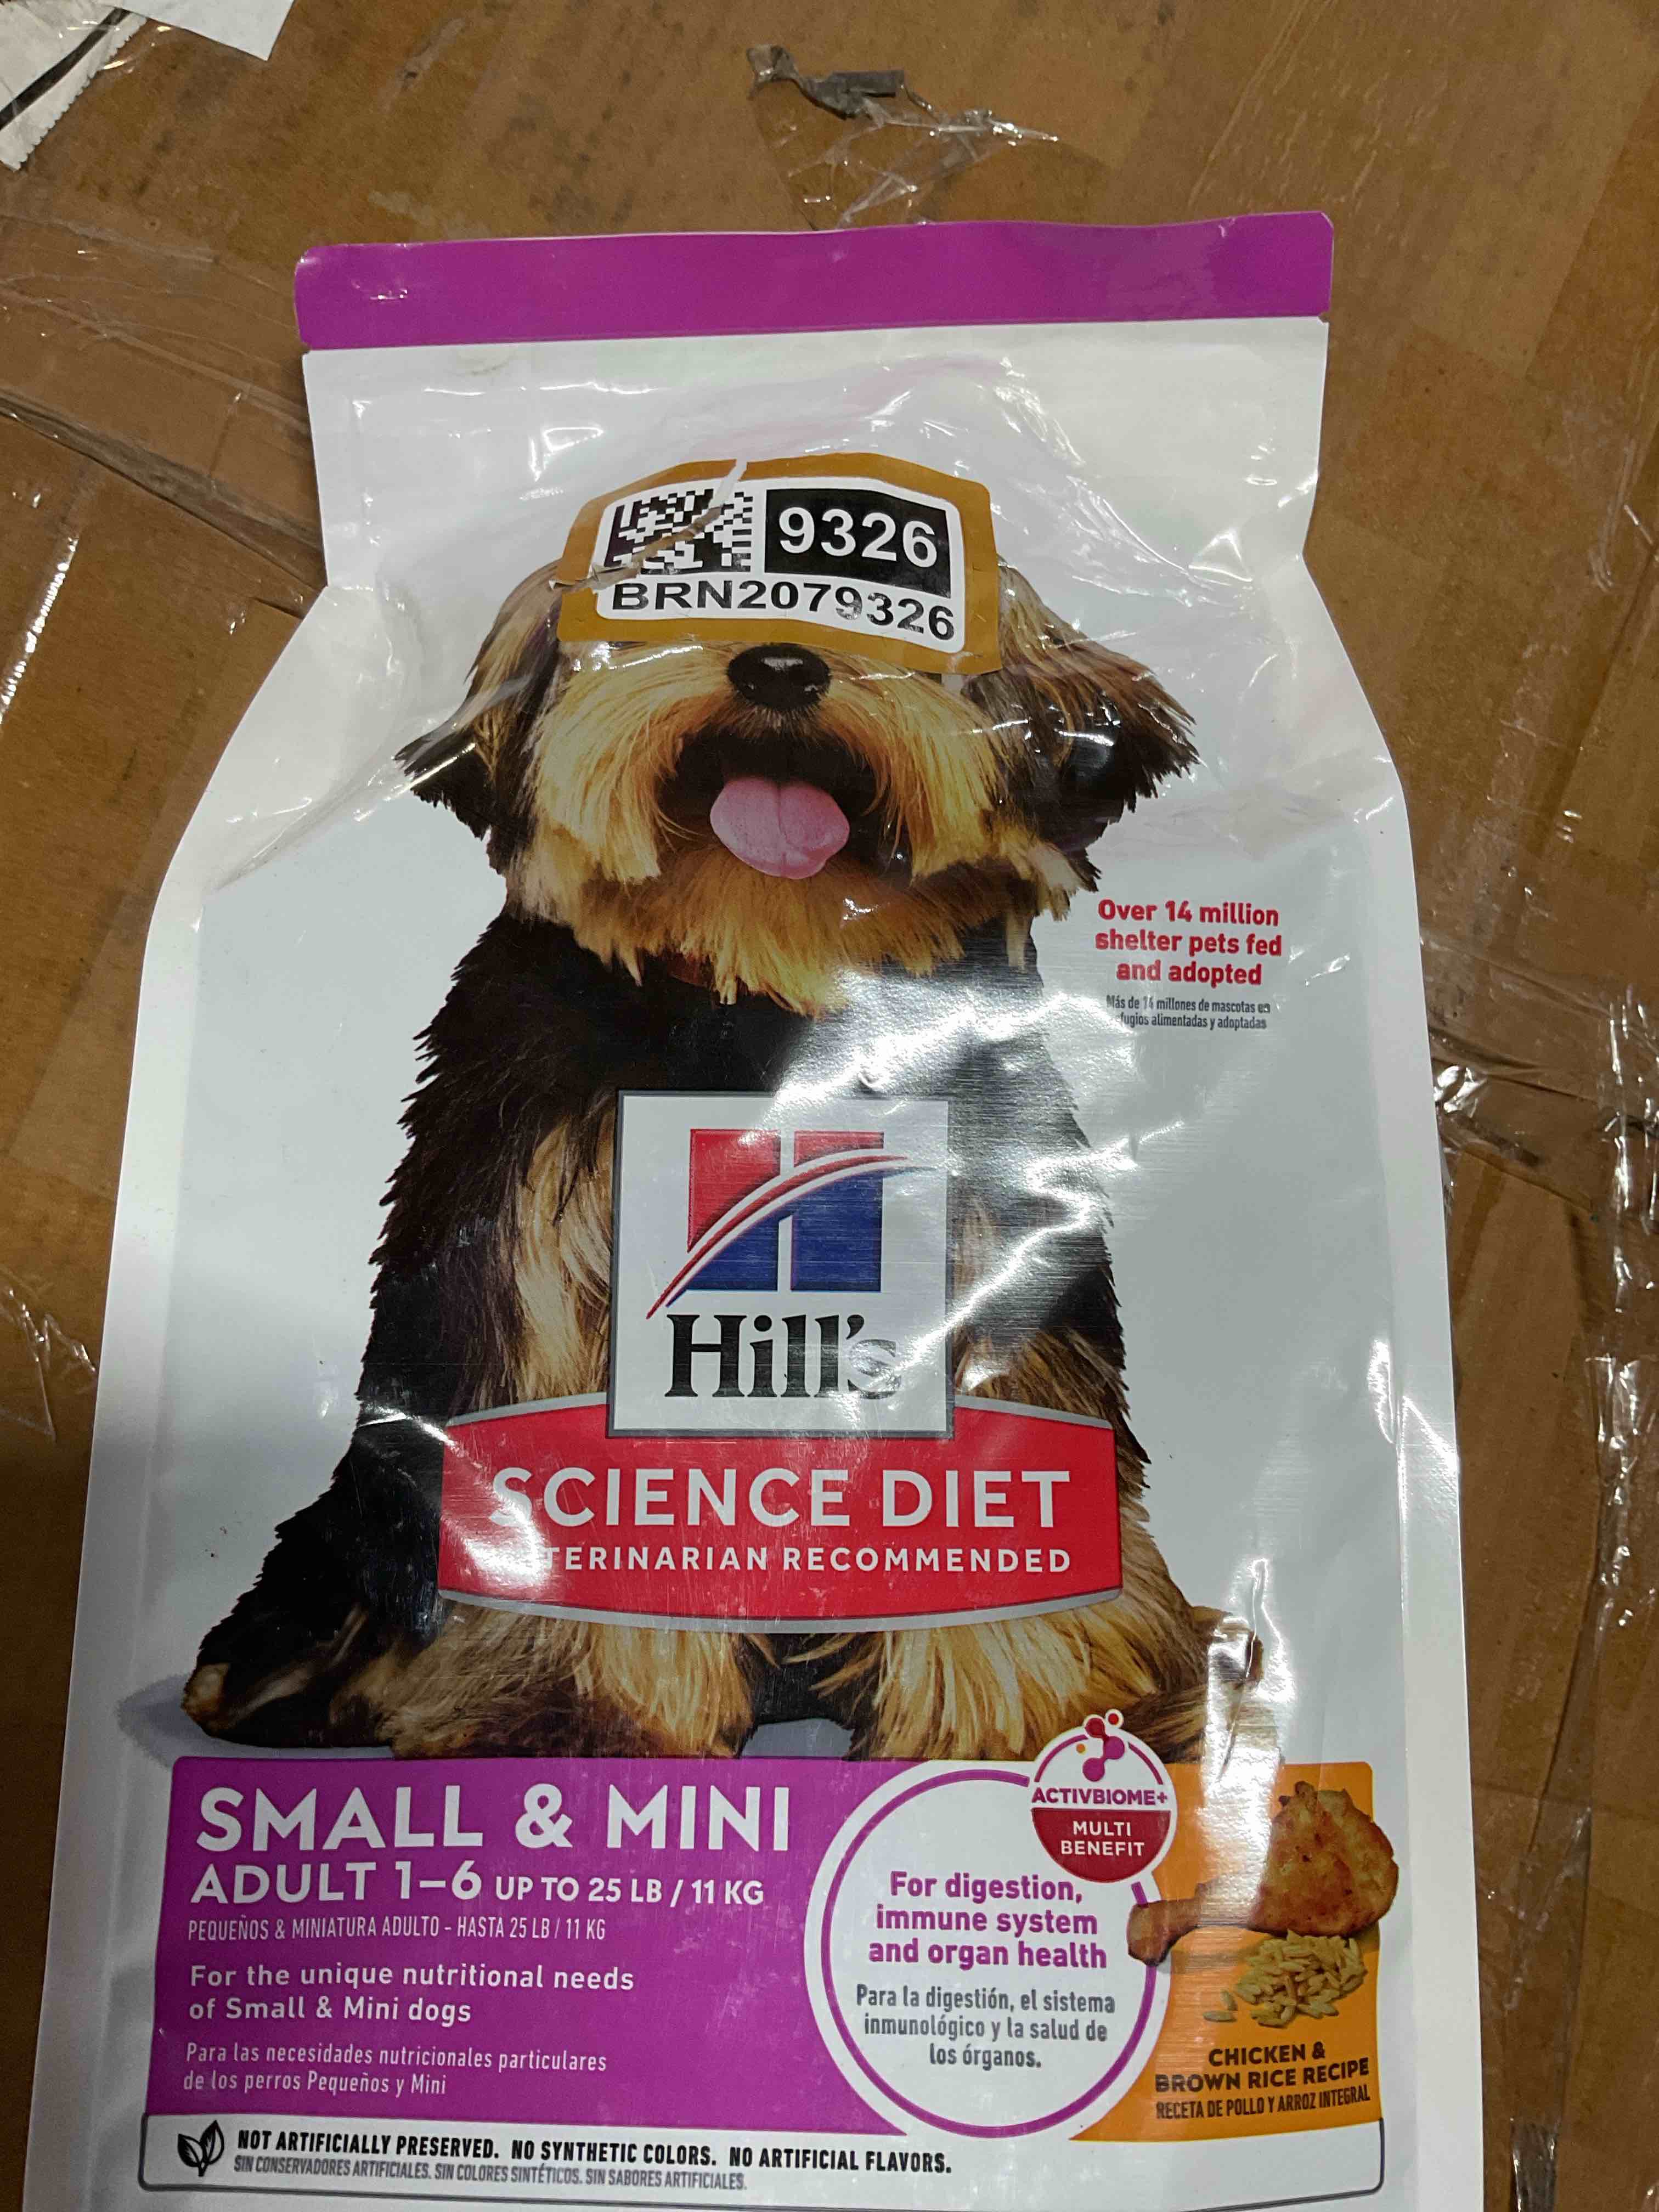 9326
BRN2079326
Over 14 million
shelter pets fed
and adopted
Más de 14 millones de mascotas en
alimentadas y adoptadas
Hill's
SCIENCE DIET
RECOMMENDED
SMALL & MINI
ADULT 1–6 UP TO 25 LB / 11 KG
PEQUEÑOS & MINIATURA ADULTO - HASTA 25 LB / 11 KG
For the unique nutritional needs
of Small & Mini dogs
Para las necesidades nutricionales particulares
de los perros Pequeños y Mini
ACTIVBIOME+
MULTI
BENEFIT
For digestion,
immune system
and organ health
Para la digestión, el sistema
inmunológico y la salud de
los órganos.
CHICKEN &
BROWN RICE RECIPE
RECETA DE POLLO Y ARROZ INTEGRAL
NOT ARTIFICIALLY PRESERVED. NO SYNTHETIC COLORS. NO ARTIFICIAL FLAVORS.
SIN CONSERVADORES ARTIFICIALES. SIN COLORES SINTÉTICOS. SIN SABORES ARTIFICIALES.